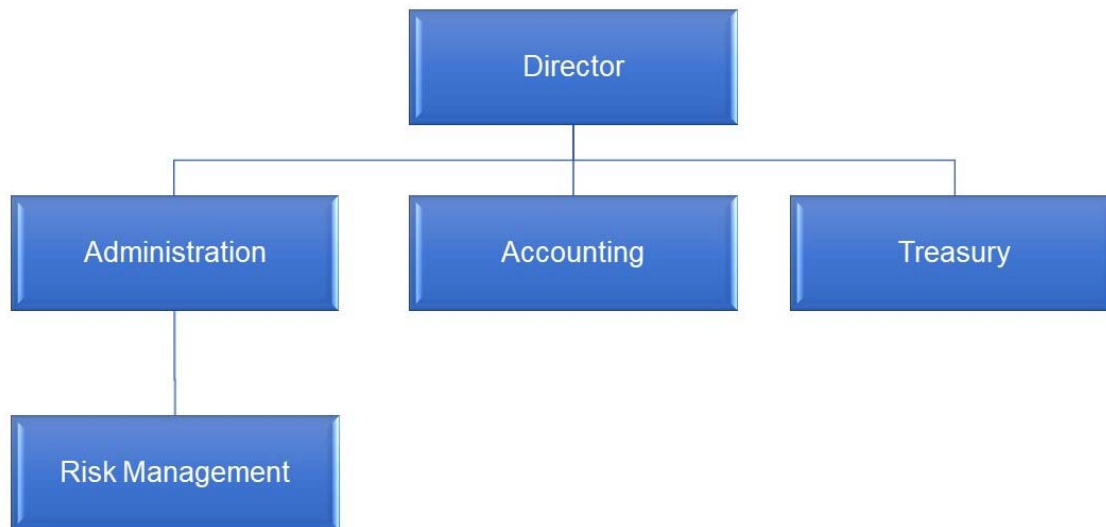 Director
Administration
Accounting
Treasury
Risk Management